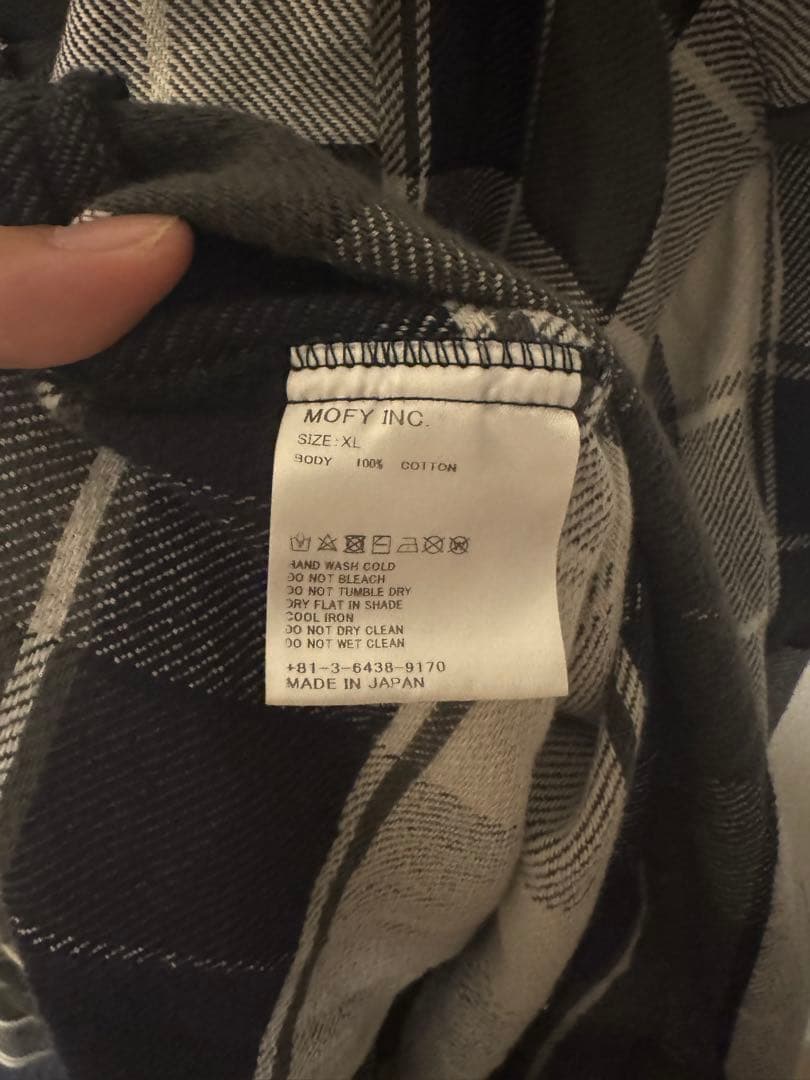 MOFY INC.
SIZE:XL
BODY 100% COTTON
HAND WASH COLD
DO NOT BLEACH
DO NOT TUMBLE DRY
DRY FLAT IN SHADE
COOL IRON
DO NOT DRY CLEAN
DO NOT WET CLEAN
+81-3-6438-9170
MADE IN JAPAN